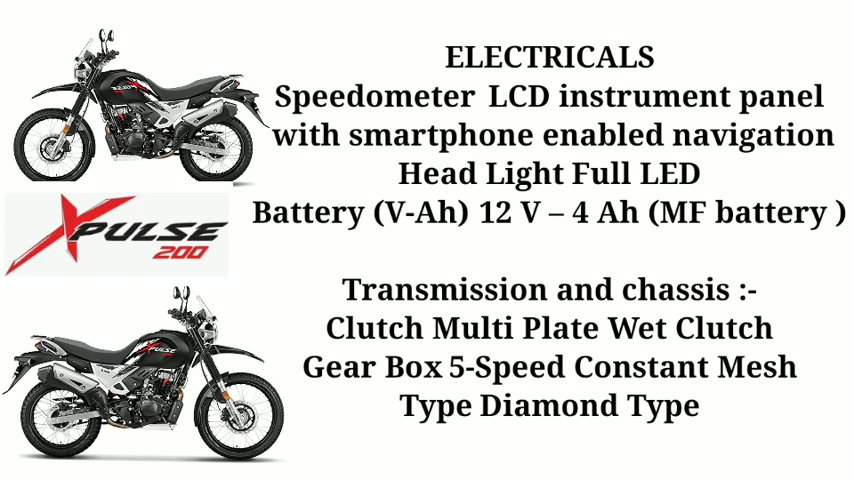 ELECTRICALS
Speedometer LCD instrument panel
with smartphone enabled navigation
Head Light Full LED
Battery (V-Ah) 12 V – 4 Ah (MF battery )
XPULSE
200
Transmission and chassis :-
Clutch Multi Plate Wet Clutch
Gear Box 5-Speed Constant Mesh
Type Diamond Type
XPULSE